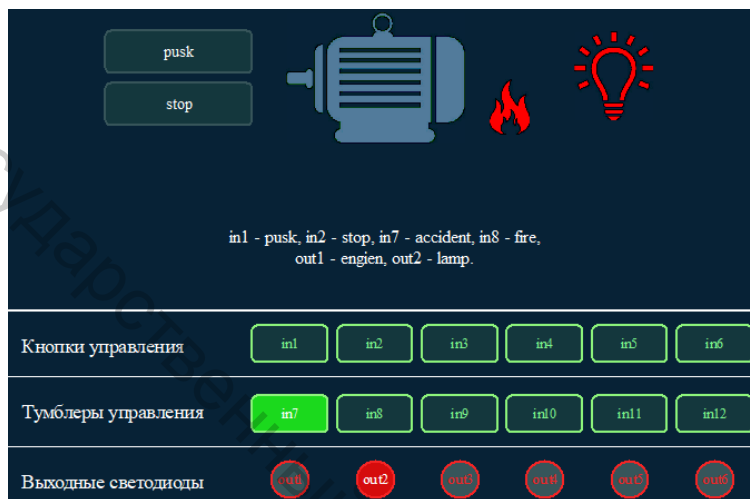 pusk
stop
in1 - pusk, in2 - stop, in7 - accident, in8 - fire,
out1 - engien, out2 - lamp.
Кнопки управления in1 in2 in3 in4 in5 in6
Тумблеры управления in7 in8 in9 in10 in11 in12
Выходные светодиоды out1 out2 out3 out4 out5 out6